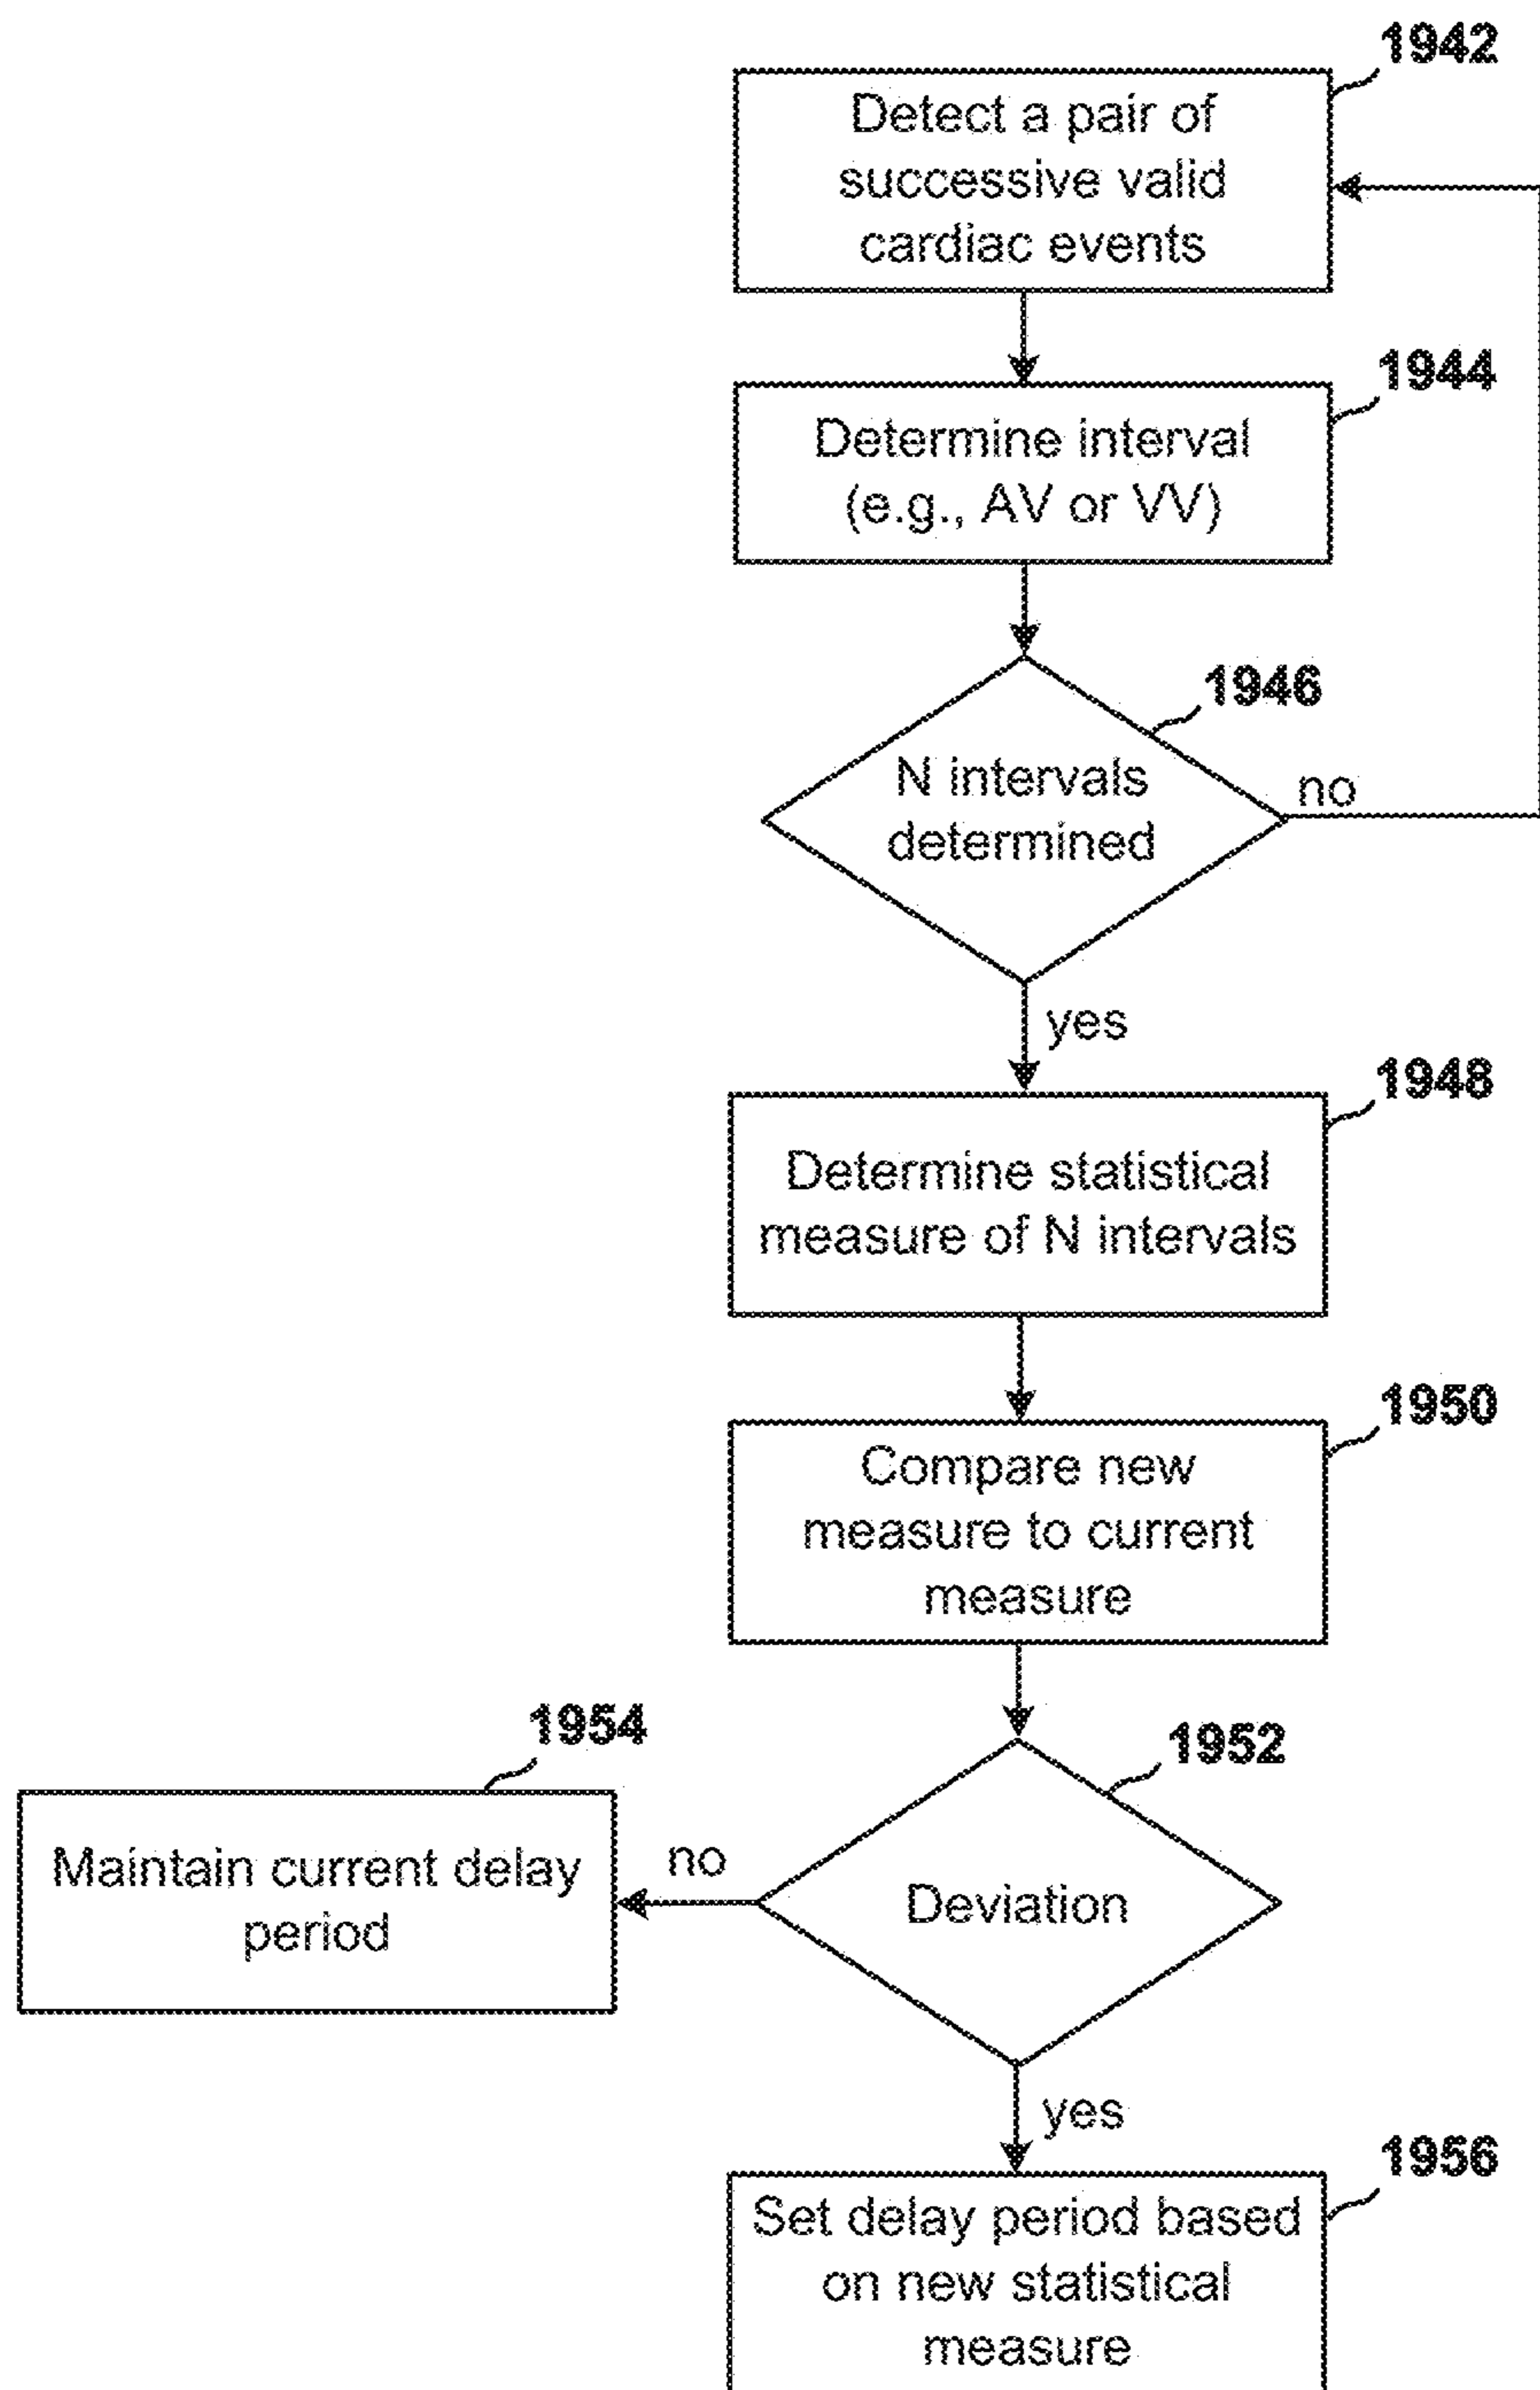 1942
Detect a pair of
successive valid
cardiac events
1944
Determine interval
(e.g., AV or VV)
1946
N intervals
determined
no
yes
1948
Determine statistical
measure of N intervals
1950
Compare new
measure to current
measure
1954
1952
Maintain current delay
period
no
Deviation
yes
1956
Set delay period based
on new statistical
measure